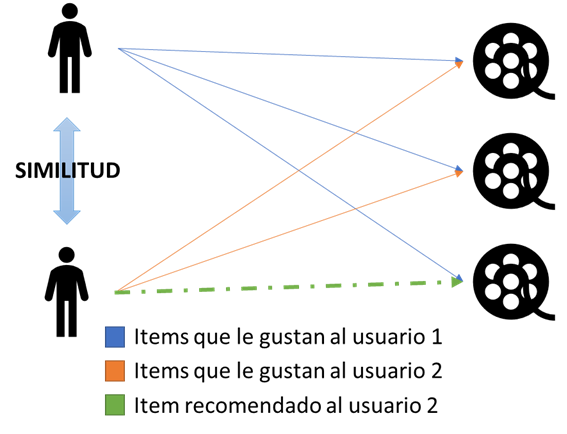 SIMILITUD
Items que le gustan al usuario 1
Items que le gustan al usuario 2
Item recomendado al usuario 2